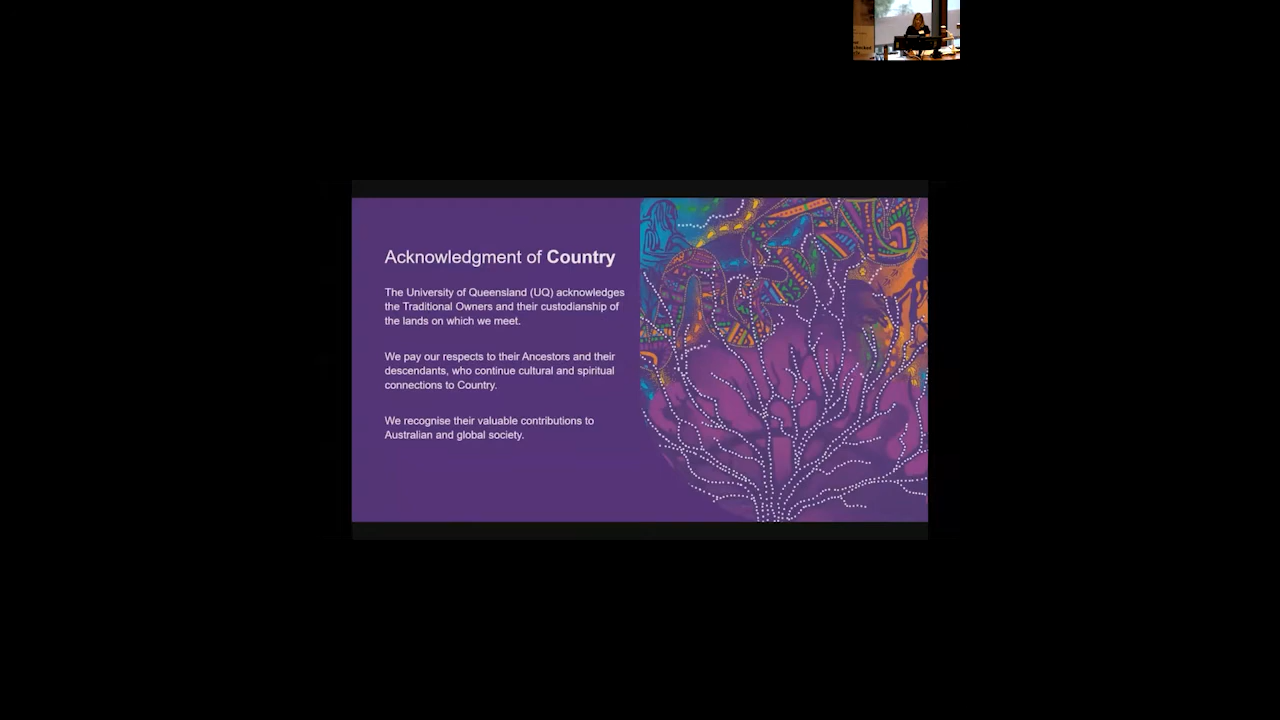 Acknowledgment of Country
The University of Queensland (UQ) acknowledges
the Traditional Owners and their custodianship of
the lands on which we meet.
We pay our respects to their Ancestors and their
descendants, who continue cultural and spiritual
connections to Country.
We recognise their valuable contributions to
Australian and global society.